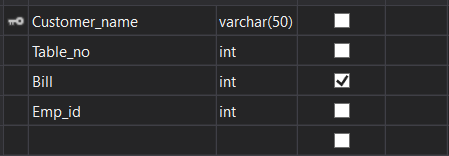 Customer_name varchar(50)
Table_no int
Bill int
Emp_id int